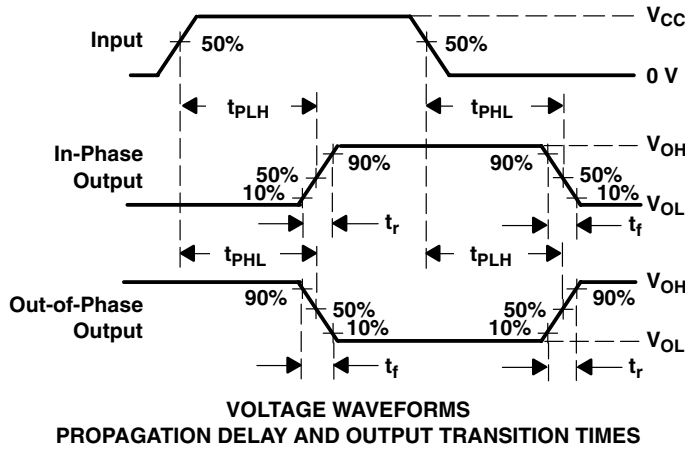 V_CC
Input
50%
50%
0 V
t_PLH
t_PHL
In-Phase
Output
V_OH
90%
90%
50%
50%
10%
10%
V_OL
t_r
t_f
t_PHL
t_PLH
Out-of-Phase
Output
V_OH
90%
90%
50%
50%
10%
10%
V_OL
t_f
t_r
VOLTAGE WAVEFORMS
PROPAGATION DELAY AND OUTPUT TRANSITION TIMES